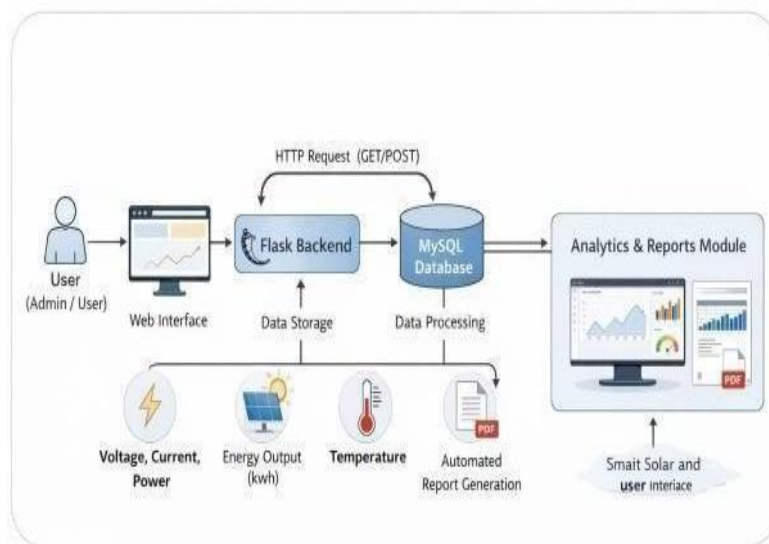 HTTP Request (GET/POST)
Flask Backend
MySQL
Database
Analytics & Reports Module
User
(Admin / User)
Web Interface
Data Storage
Data Processing
PDF
PDF
Voltage, Current,
Power
Energy Output
(kwh)
Temperature
Automated
Report Generation
Smait Solar and
user Interiace